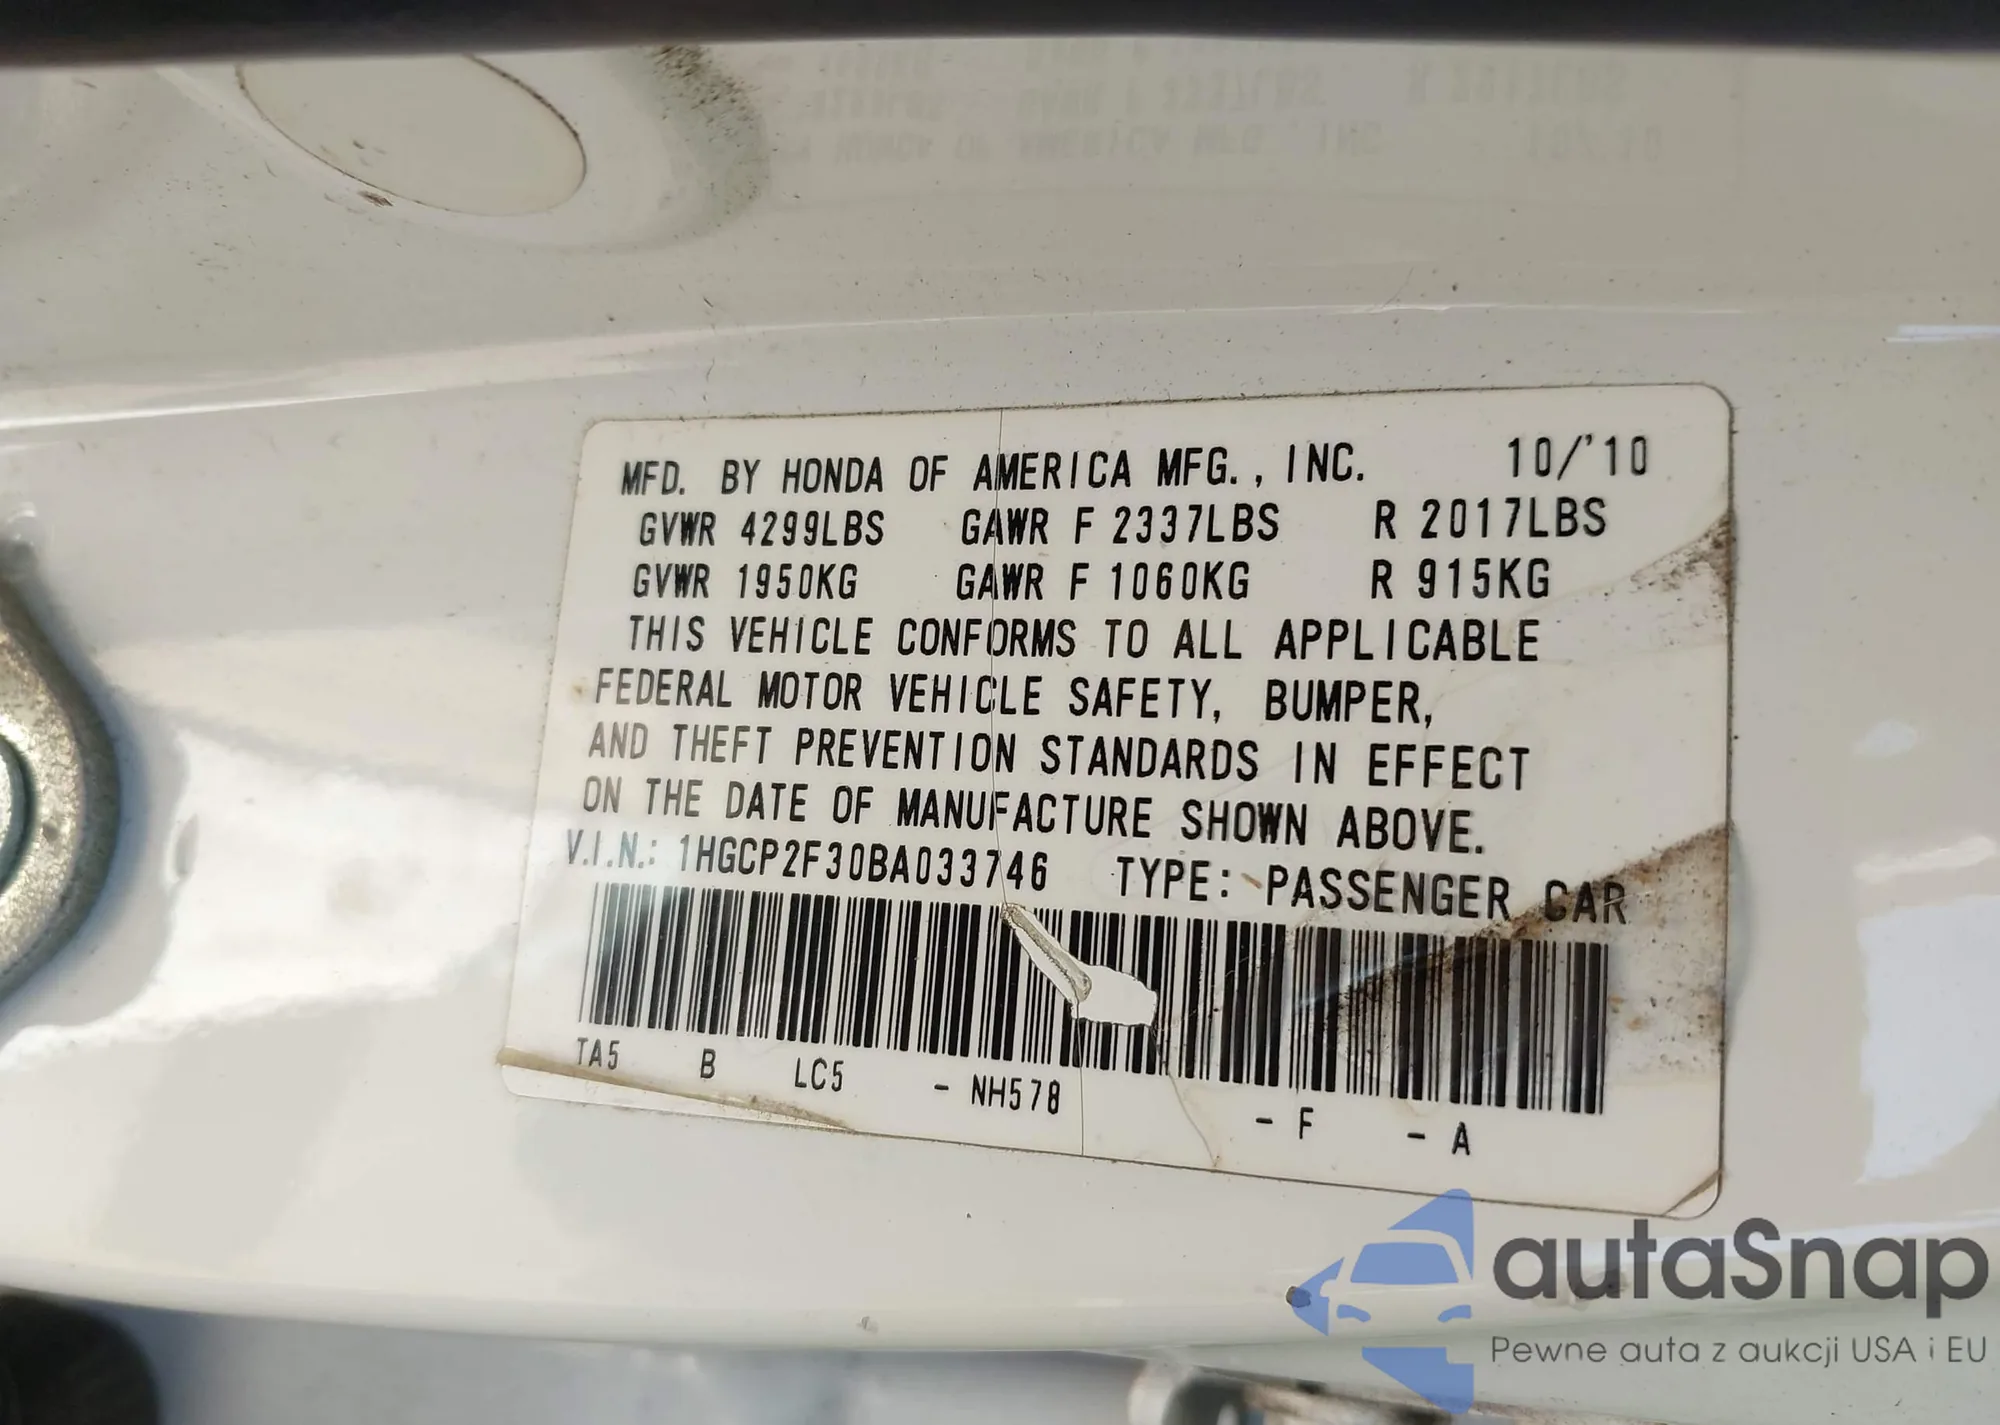 MFD. BY HONDA OF AMERICA MFG., INC. 10/'10
GVWR 4299LBS GAWR F 2337LBS R 2017LBS
GVWR 1950KG GAWR F 1060KG R 915KG
THIS VEHICLE CONFORMS TO ALL APPLICABLE
FEDERAL MOTOR VEHICLE SAFETY, BUMPER,
AND THEFT PREVENTION STANDARDS IN EFFECT
ON THE DATE OF MANUFACTURE SHOWN ABOVE.
V.I.N.: 1HGCP2F30BA033746 TYPE: PASSENGER CAR
TA5 B LC5 - NH578 - F - A
autaSnap
Pewne auta z aukcji USA i EU